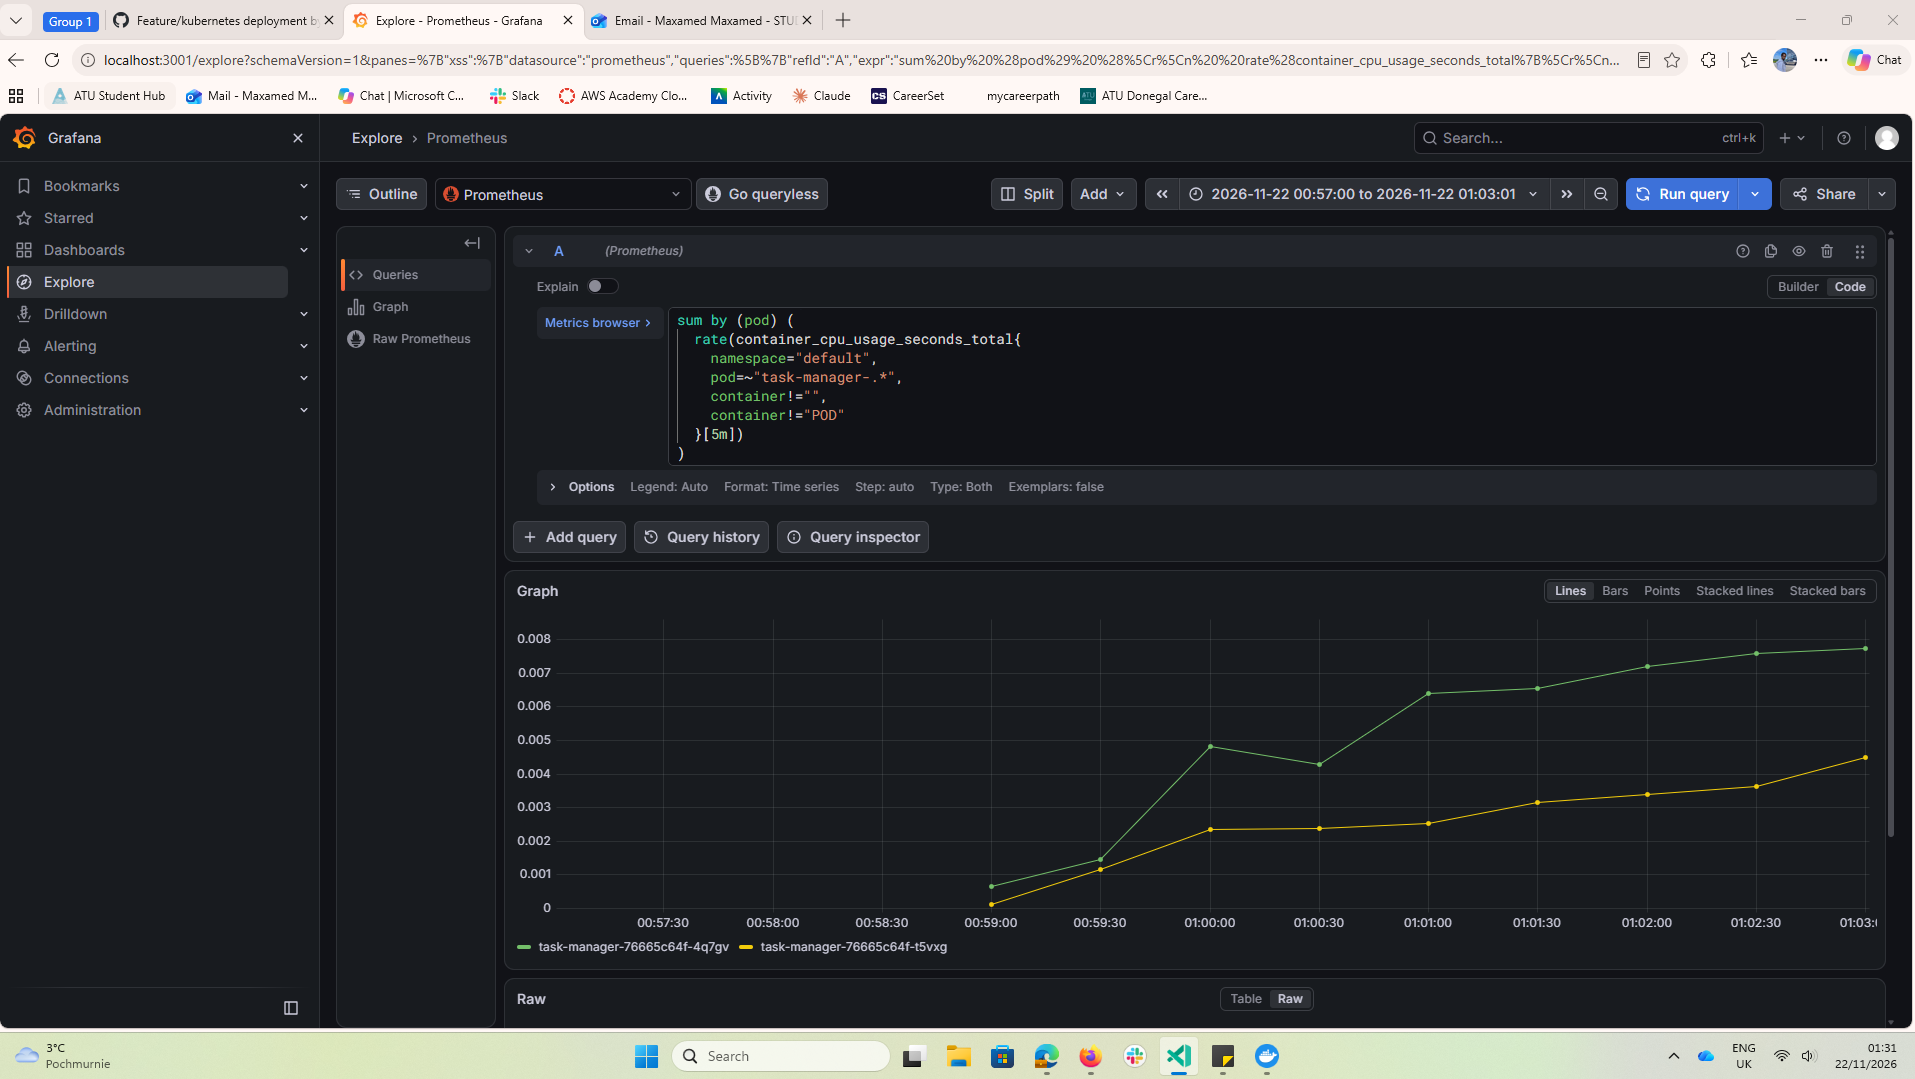 Group 1
Feature/kubernetes deployment b
Explore - Prometheus - Grafana
Email - Maxamed Maxamed - STU
localhost:3001/explore?schemaVersion=1&panes=%7B"xss":%7B"datasource":"prometheus","queries":%5B%7B"refId":"A","expr":"sum%20by%20%28pod%29%20%28%5Cr%5Cn%20%20rate%28container_cpu_usage_seconds_total%7B%5Cr%5Cn...
Chat
ATU Student Hub
Mail - Maxamed M...
Chat | Microsoft C...
Slack
AWS Academy Clo...
Activity
Claude
CareerSet
mycareerpath
ATU Donegal Care...
Grafana
Explore › Prometheus
Search... ctrl+k
Bookmarks
Starred
Dashboards
Explore
Drilldown
Alerting
Connections
Administration
Outline
Prometheus
Go queryless
Split
Add
2026-11-22 00:57:00 to 2026-11-22 01:03:01
Run query
Share
Queries
Graph
Raw Prometheus
A (Prometheus)
Explain
Builder Code
Metrics browser ›
sum by (pod) (
rate(container_cpu_usage_seconds_total{
namespace="default",
pod=~"task-manager-.*",
container!="",
container!="POD"
}[5m])
)
Options Legend: Auto Format: Time series Step: auto Type: Both Exemplars: false
+ Add query
Query history
Query inspector
Graph
Lines Bars Points Stacked lines Stacked bars
0.008
0.007
0.006
0.005
0.004
0.003
0.002
0.001
0
00:57:30 00:58:00 00:58:30 00:59:00 00:59:30 01:00:00 01:00:30 01:01:00 01:01:30 01:02:00 01:02:30 01:03:
task-manager-76665c64f-4q7gv task-manager-76665c64f-t5vxg
Raw
Table Raw
3°C
Pochmurnie
Search
ENG
UK
01:31
22/11/2026